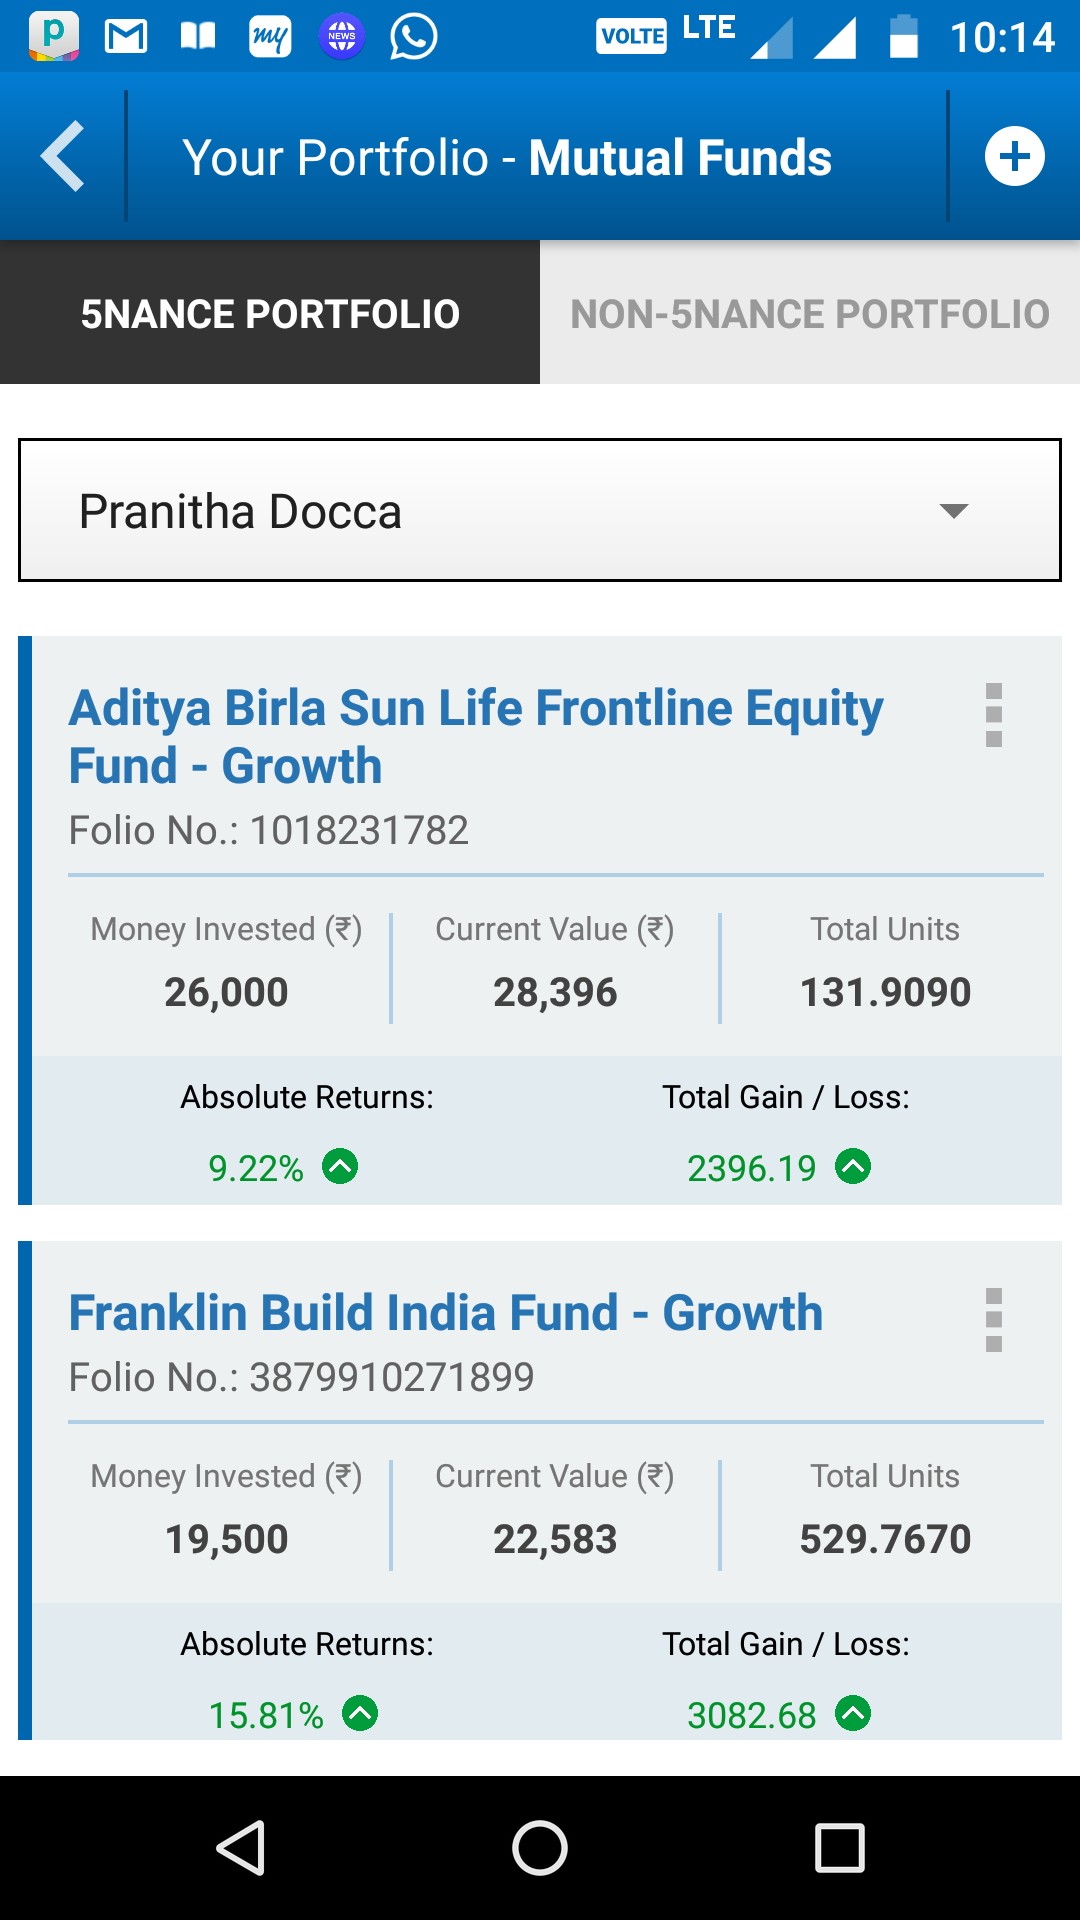 p my NEWS VOLTE LTE 10:14
Your Portfolio - Mutual Funds
5NANCE PORTFOLIO NON-5NANCE PORTFOLIO
Pranitha Docca
Aditya Birla Sun Life Frontline Equity
Fund - Growth
Folio No.: 1018231782
Money Invested (₹) Current Value (₹) Total Units
26,000 28,396 131.9090
Absolute Returns: Total Gain / Loss:
9.22% 2396.19
Franklin Build India Fund - Growth
Folio No.: 3879910271899
Money Invested (₹) Current Value (₹) Total Units
19,500 22,583 529.7670
Absolute Returns: Total Gain / Loss:
15.81% 3082.68